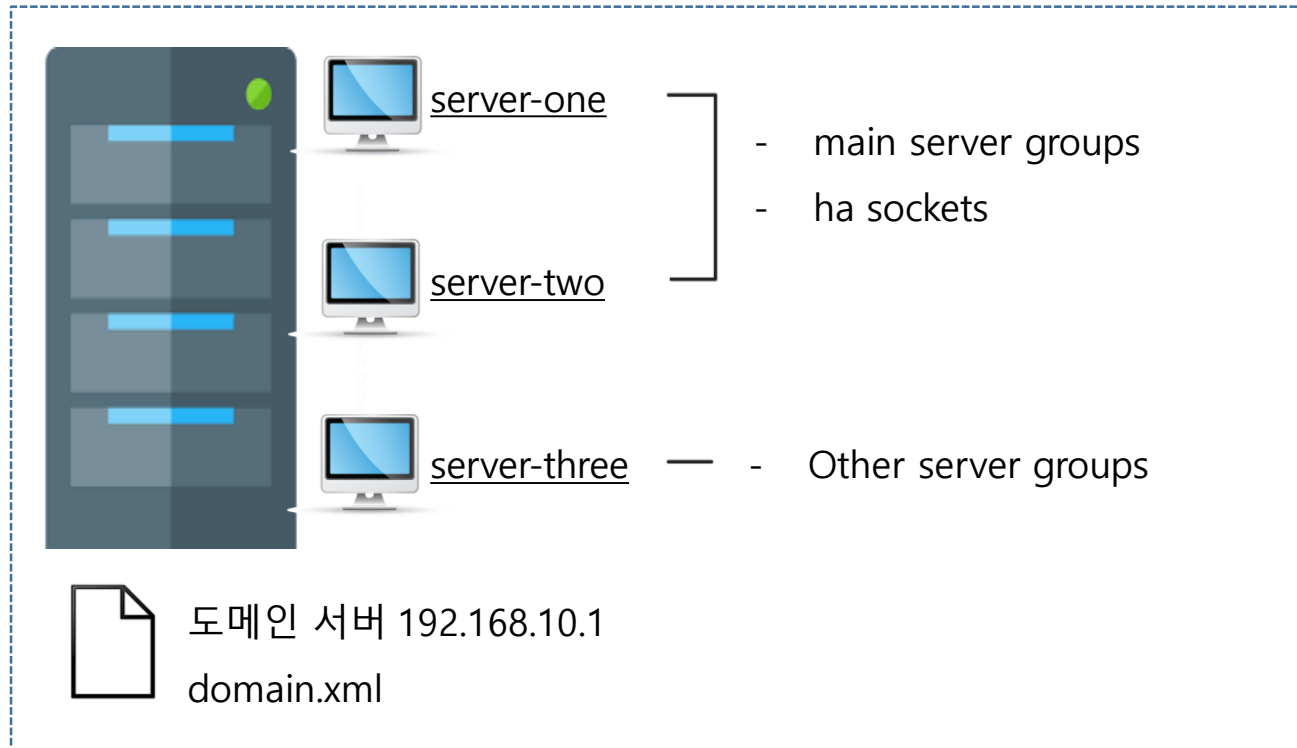 server-one
- main server groups
- ha sockets
server-two
server-three - Other server groups
도메인 서버 192.168.10.1
domain.xml